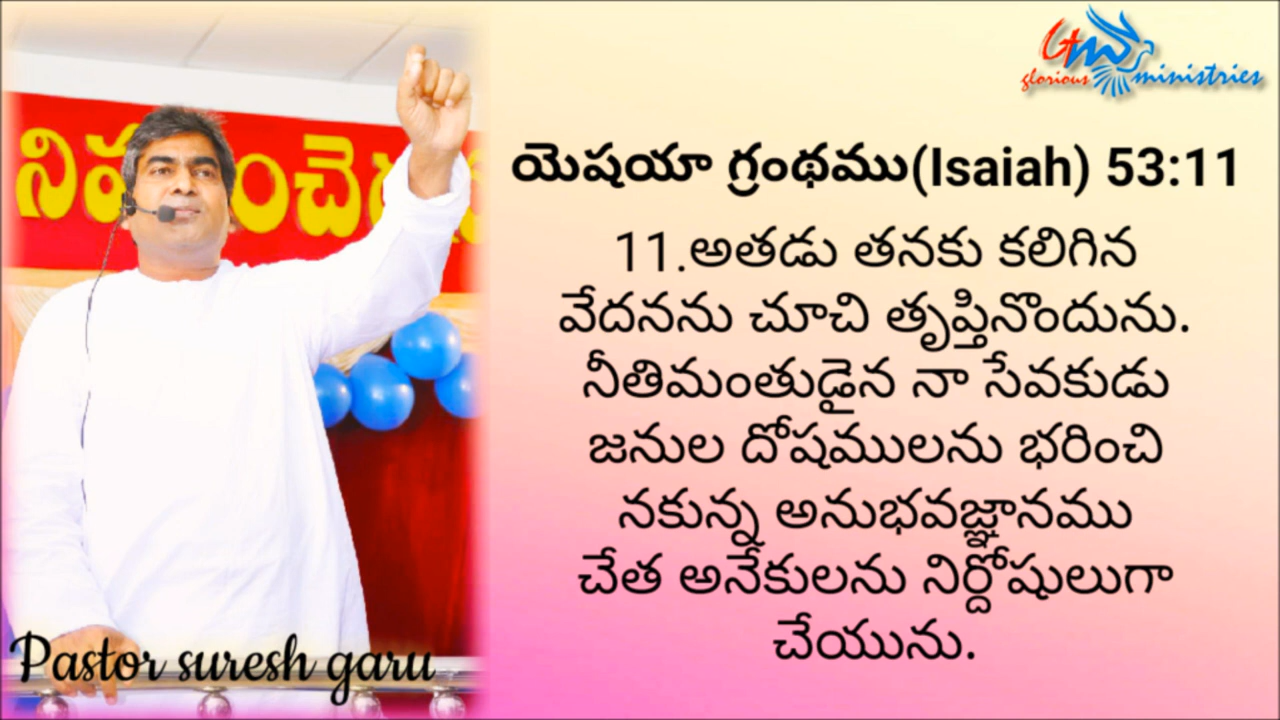 GM
glorious ministries
యెషయా గ్రంథము(Isaiah) 53:11
11.అతడు తనకు కలిగిన
వేదనను చూచి తృప్తినొందును.
నీతిమంతుడైన నా సేవకుడు
జనుల దోషములను భరించి
నకున్న అనుభవజ్ఞానము
చేత అనేకులను నిర్దోషులుగా
చేయును.
Pastor suresh garu